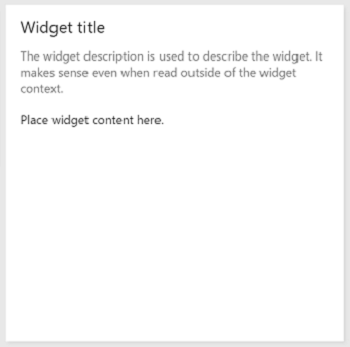 Widget title
The widget description is used to describe the widget. It
makes sense even when read outside of the widget
context.
Place widget content here.